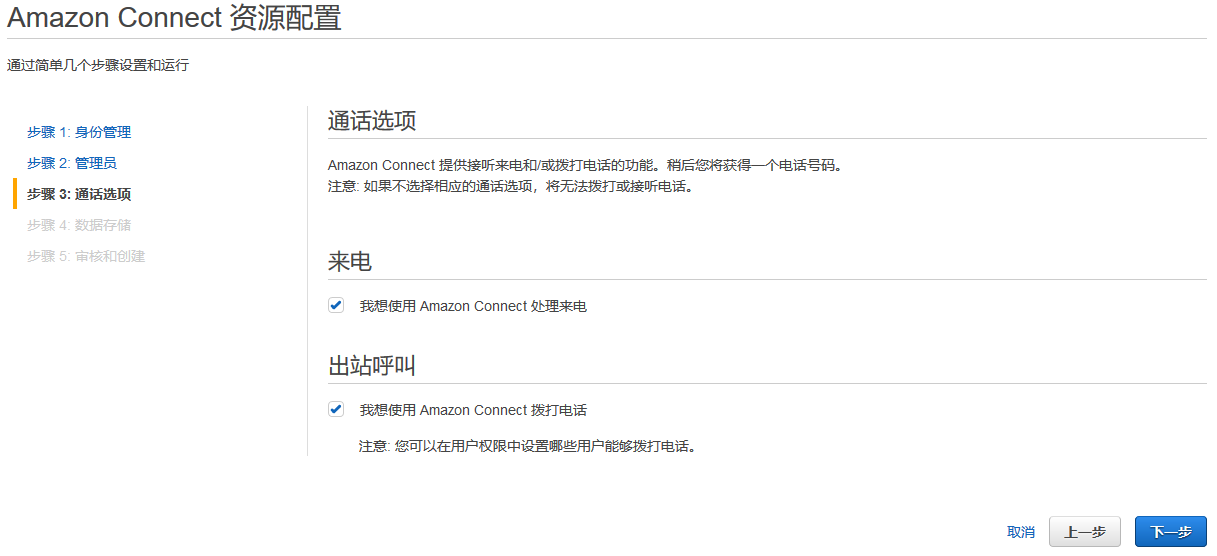 Amazon Connect 资源配置
通过简单几个步骤设置和运行
步骤 1: 身份管理
步骤 2: 管理员
步骤 3: 通话选项
步骤 4: 数据存储
步骤 5: 审核和创建
通话选项
Amazon Connect 提供接听来电和/或拨打电话的功能。稍后您将获得一个电话号码。
注意: 如果不选择相应的通话选项，将无法拨打或接听电话。
来电
我想使用 Amazon Connect 处理来电
出站呼叫
我想使用 Amazon Connect 拨打电话
注意: 您可以在用户权限中设置哪些用户能够拨打电话。
取消 上一步 下一步